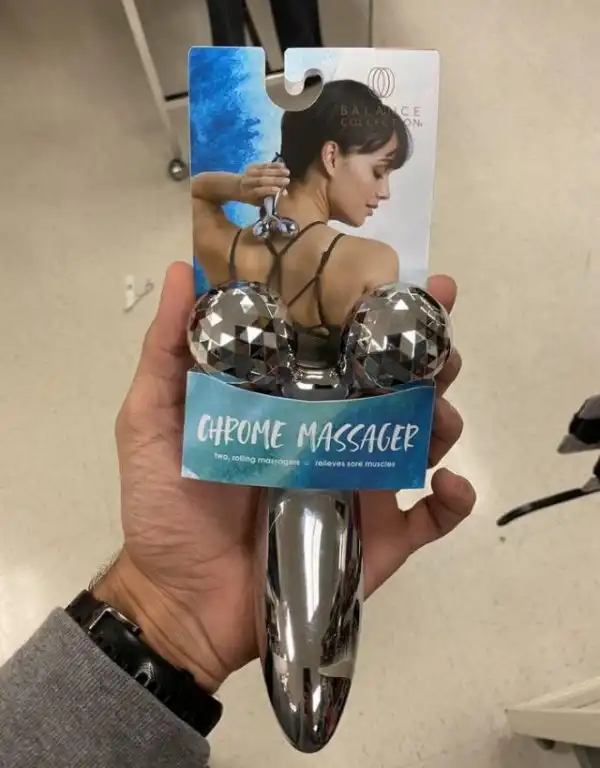 BALANCE
COLLECTION
CHROME MASSAGER
two, rolling massagers ○ relieves sore muscles